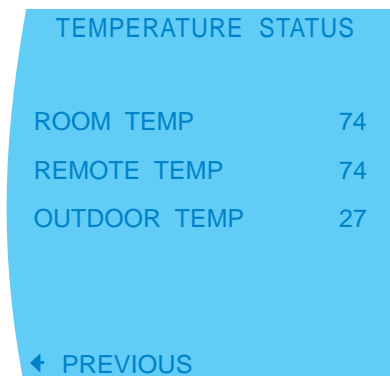 TEMPERATURE STATUS
ROOM TEMP 74
REMOTE TEMP 74
OUTDOOR TEMP 27
PREVIOUS